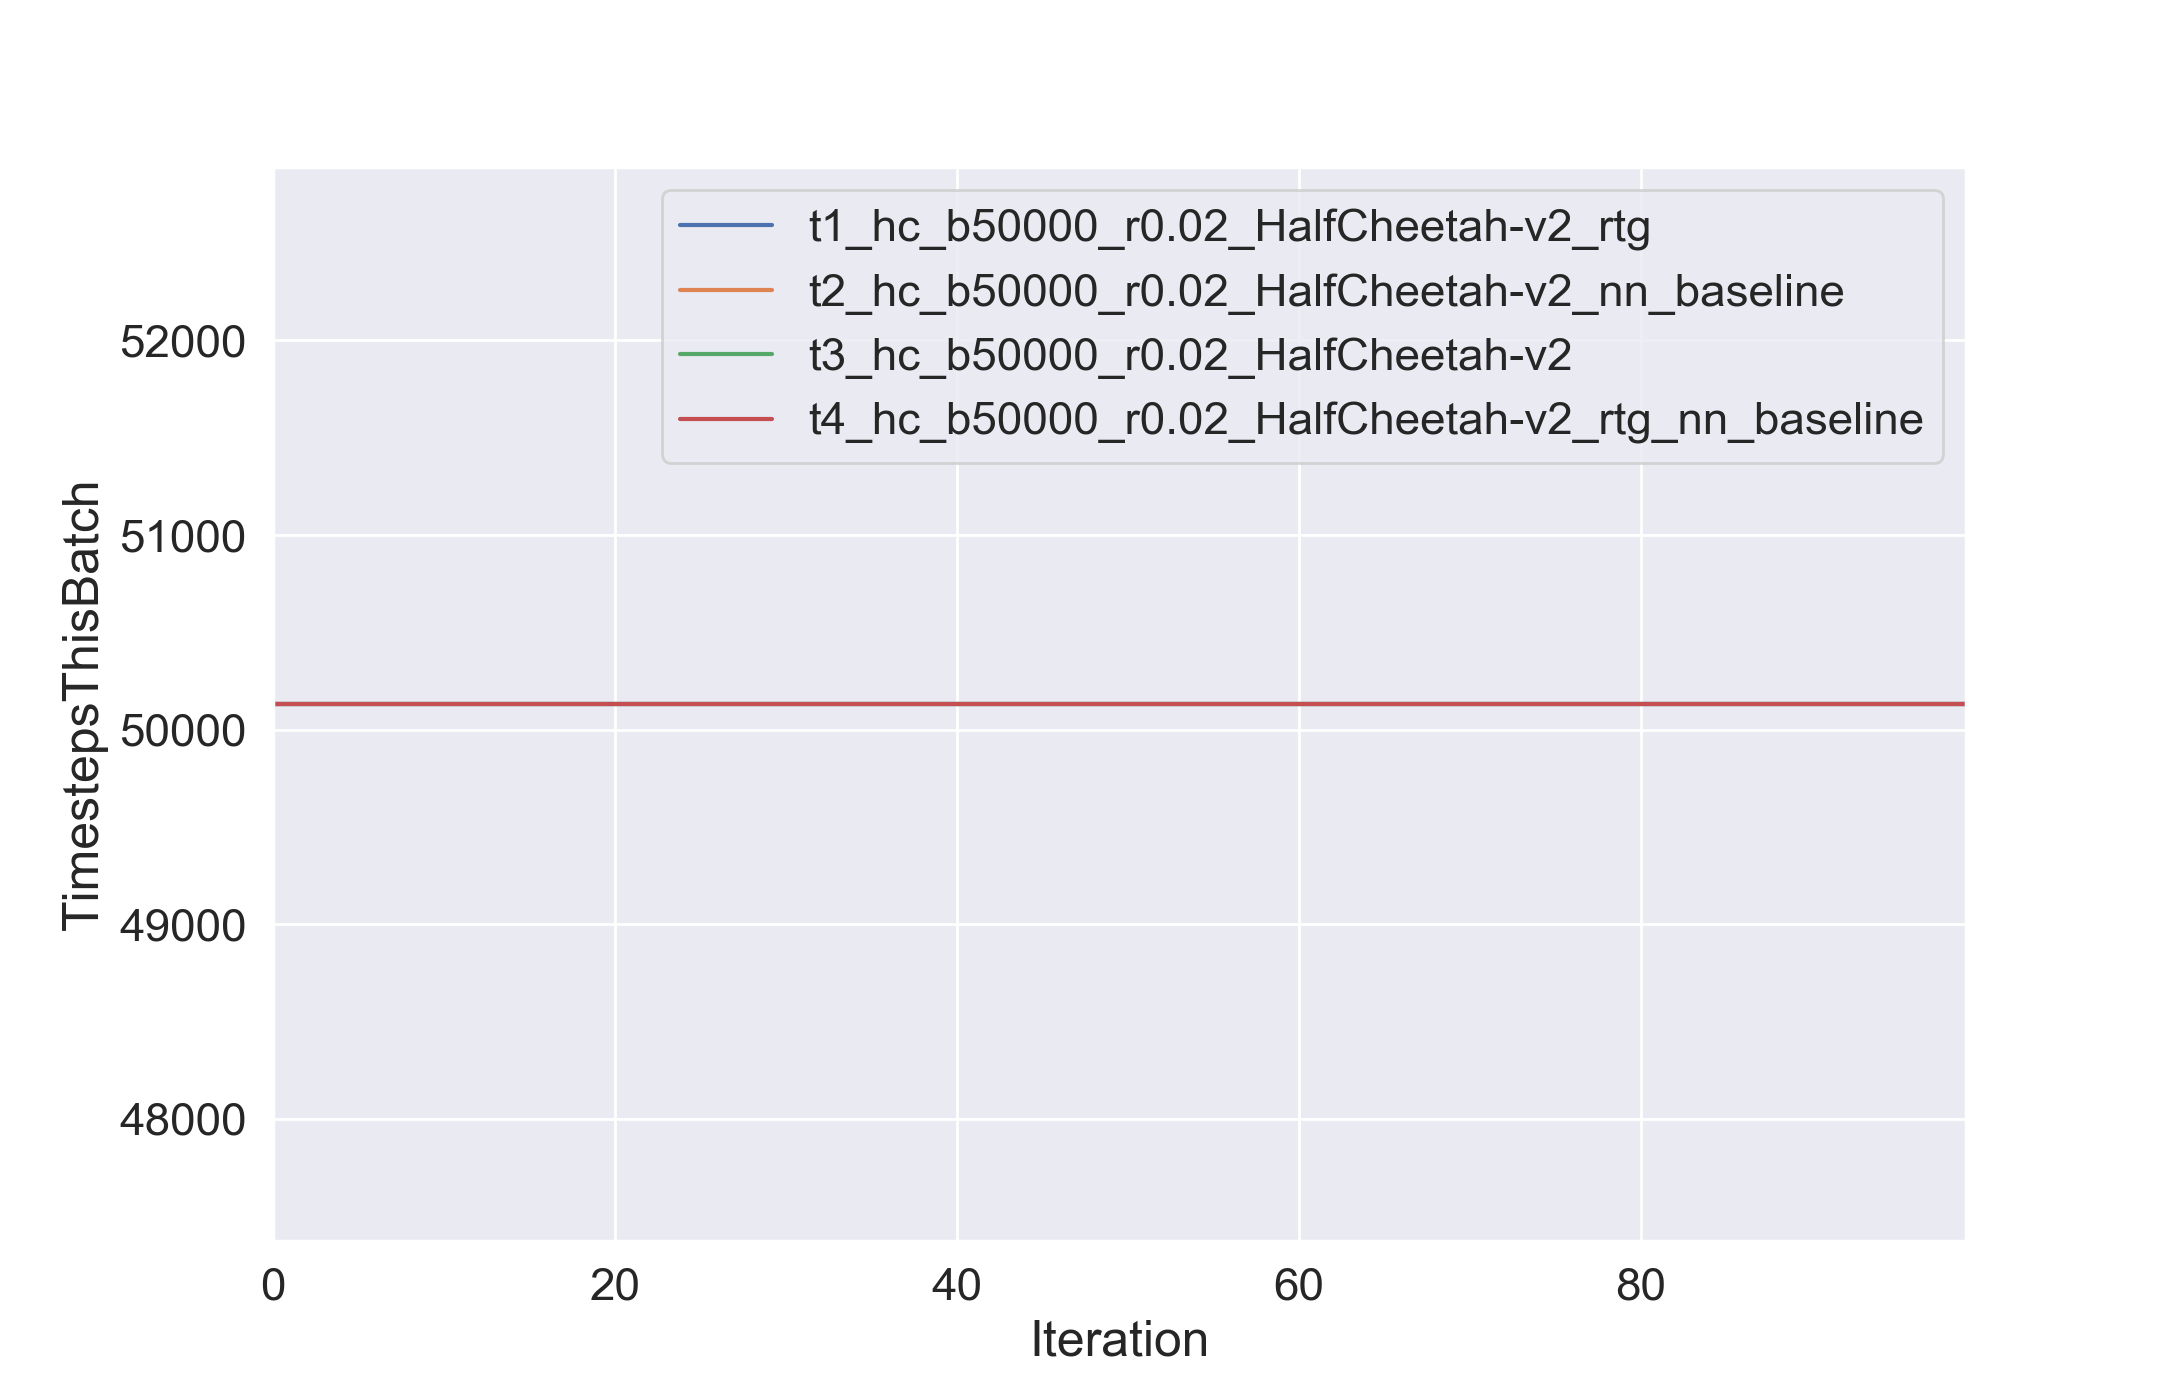 t1_hc_b50000_r0.02_HalfCheetah-v2_rtg
t2_hc_b50000_r0.02_HalfCheetah-v2_nn_baseline
t3_hc_b50000_r0.02_HalfCheetah-v2
t4_hc_b50000_r0.02_HalfCheetah-v2_rtg_nn_baseline
TimestepsThisBatch
52000
51000
50000
49000
48000
0 20 40 60 80
Iteration